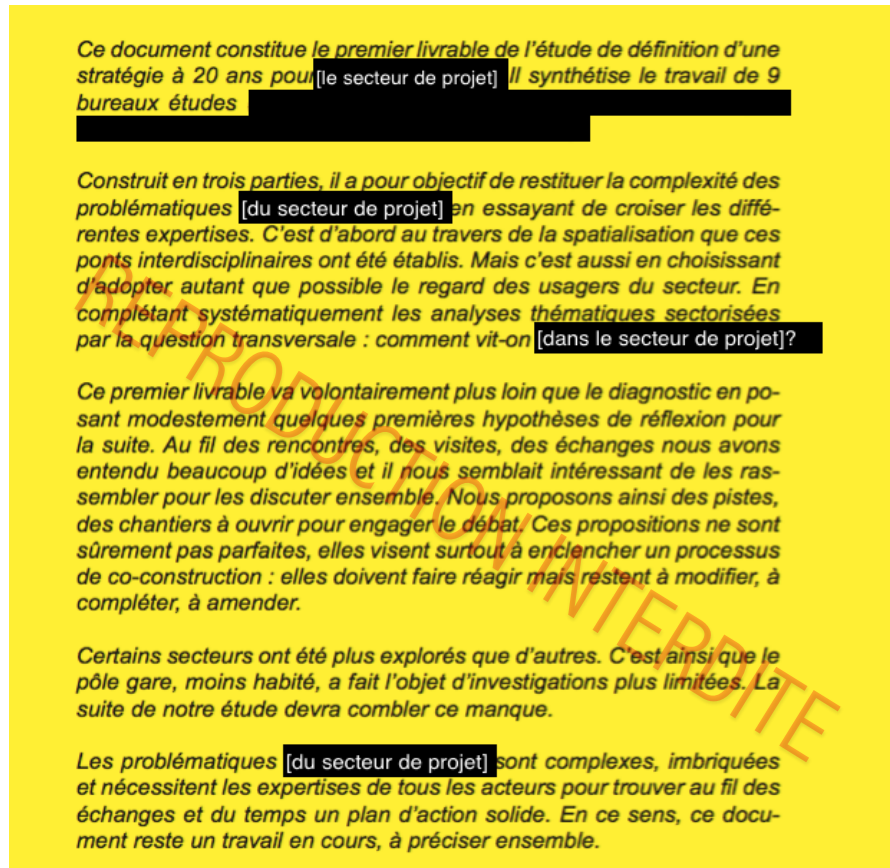 Ce document constitue le premier livrable de l'étude de définition d'une
stratégie à 20 ans pour [le secteur de projet] Il synthétise le travail de 9
bureaux études
Construit en trois parties, il a pour objectif de restituer la complexité des
problématiques [du secteur de projet] en essayant de croiser les diffé-
rentes expertises. C'est d'abord au travers de la spatialisation que ces
ponts interdisciplinaires ont été établis. Mais c'est aussi en choisissant
d'adopter autant que possible le regard des usagers du secteur. En
complétant systématiquement les analyses thématiques sectorisées
par la question transversale : comment vit-on [dans le secteur de projet]?
Ce premier livrable va volontairement plus loin que le diagnostic en po-
sant modestement quelques premières hypothèses de réflexion pour
la suite. Au fil des rencontres, des visites, des échanges nous avons
entendu beaucoup d'idées et il nous semblait intéressant de les ras-
sembler pour les discuter ensemble. Nous proposons ainsi des pistes,
des chantiers à ouvrir pour engager le débat. Ces propositions ne sont
sûrement pas parfaites, elles visent surtout à enclencher un processus
de co-construction : elles doivent faire réagir mais restent à modifier, à
compléter, à amender.
Certains secteurs ont été plus explorés que d'autres. C'est ainsi que le
pôle gare, moins habité, a fait l'objet d'investigations plus limitées. La
suite de notre étude devra combler ce manque.
Les problématiques [du secteur de projet] sont complexes, imbriquées
et nécessitent les expertises de tous les acteurs pour trouver au fil des
échanges et du temps un plan d'action solide. En ce sens, ce docu-
ment reste un travail en cours, à préciser ensemble.
REPRODUCTION INTERDITE